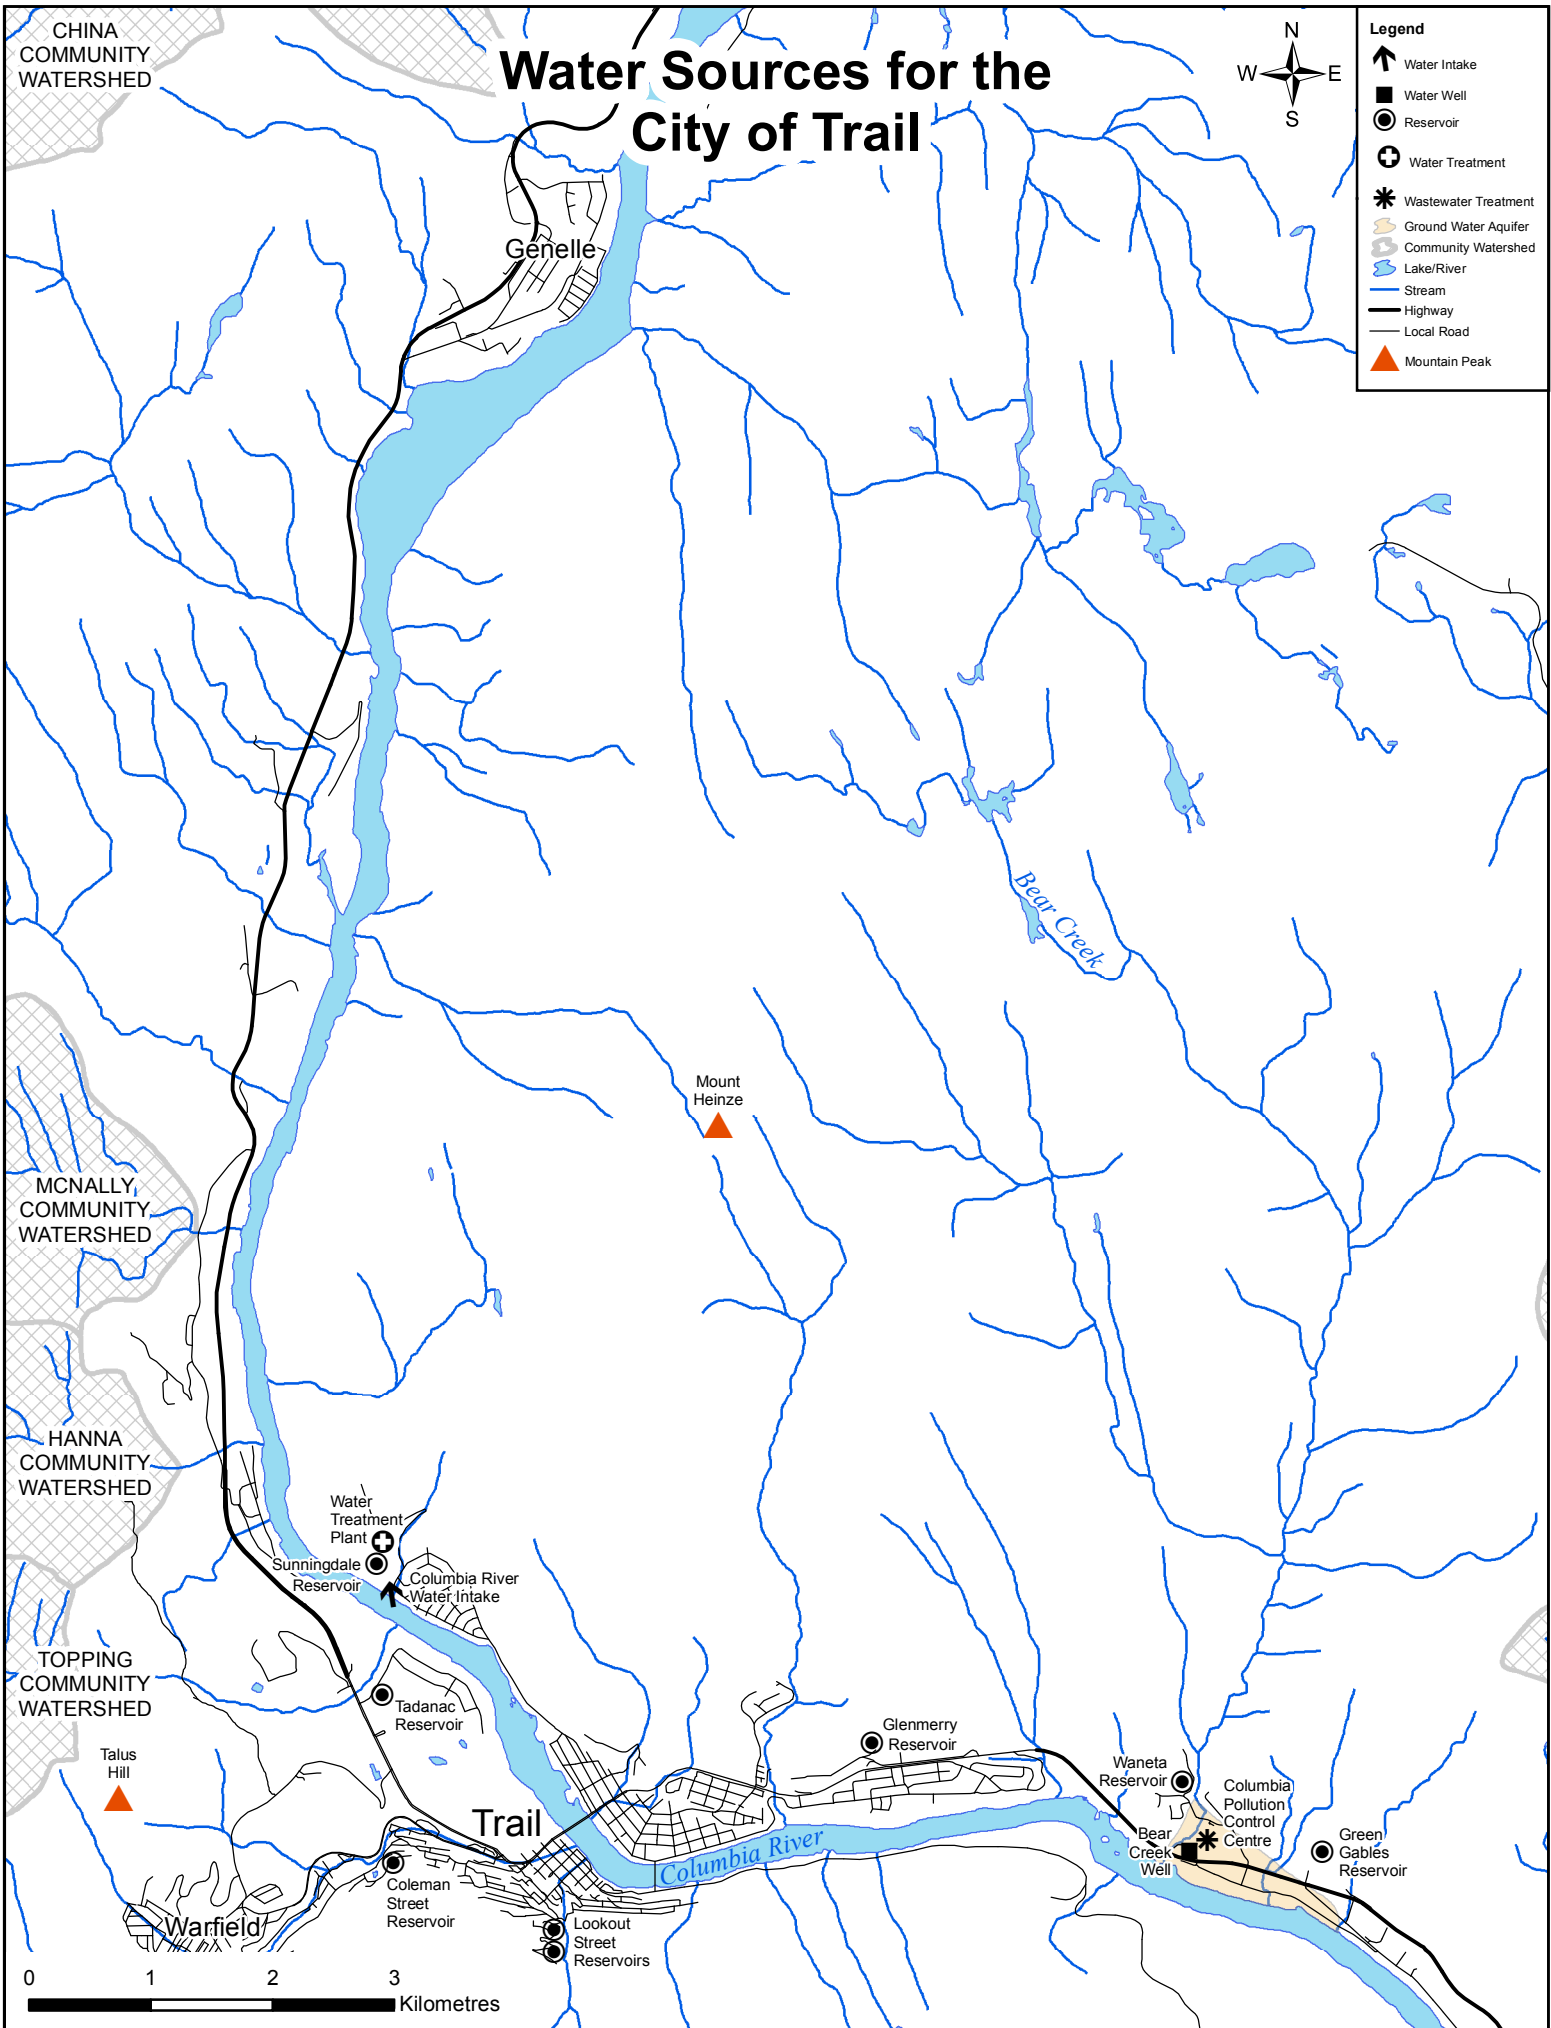 CHINA
COMMUNITY
WATERSHED
Water Sources for the
City of Trail
N
W
E
S
Legend
Water Intake
Water Well
Reservoir
Water Treatment
Wastewater Treatment
Ground Water Aquifer
Community Watershed
Lake/River
Stream
Highway
Local Road
Mountain Peak
Genelle
Bear Creek
Mount
Heinze
MCNALLY
COMMUNITY
WATERSHED
HANNA
COMMUNITY
WATERSHED
Water
Treatment
Plant
Sunningdale
Reservoir
Columbia River
Water Intake
TOPPING
COMMUNITY
WATERSHED
Tadanac
Reservoir
Talus
Hill
Glenmerry
Reservoir
Waneta
Reservoir
Columbia
Pollution
Control
Centre
Bear
Creek
Well
Green
Gables
Reservoir
Trail
Columbia River
Coleman
Street
Reservoir
Warfield
Lookout
Street
Reservoirs
0 1 2 3
Kilometres